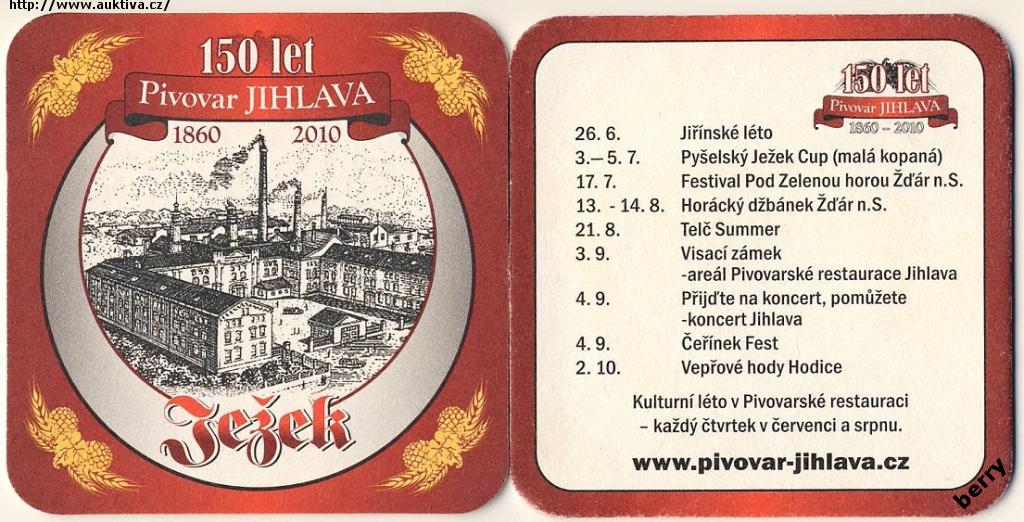 http://www.auktiva.cz/
150 let
Pivovar JIHLAVA
1860 2010
Ježek
150 let
Pivovar JIHLAVA
1860 – 2010
26. 6. Jiřínské léto
3.– 5. 7. Pyšelský Ježek Cup (malá kopaná)
17. 7. Festival Pod Zelenou horou Žďár n.S.
13. - 14. 8. Horácký džbánek Žďár n.S.
21. 8. Telč Summer
3. 9. Visací zámek
-areál Pivovarské restaurace Jihlava
4. 9. Přijďte na koncert, pomůžete
-koncert Jihlava
4. 9. Čeřínek Fest
2. 10. Vepřové hody Hodice
Kulturní léto v Pivovarské restauraci
– každý čtvrtek v červenci a srpnu.
www.pivovar-jihlava.cz
berry